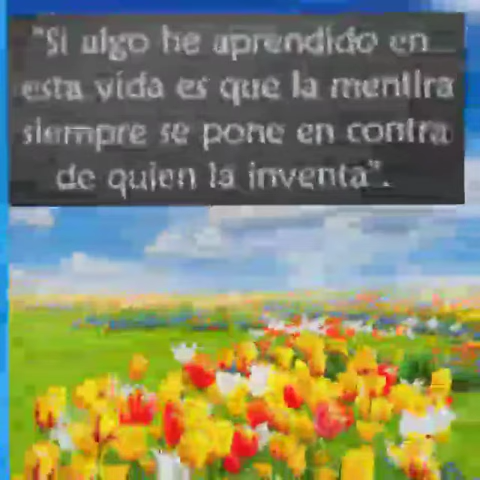 "Si algo he aprendido en
esta vida es que la mentira
siempre se pone en contra
de quien la inventa".